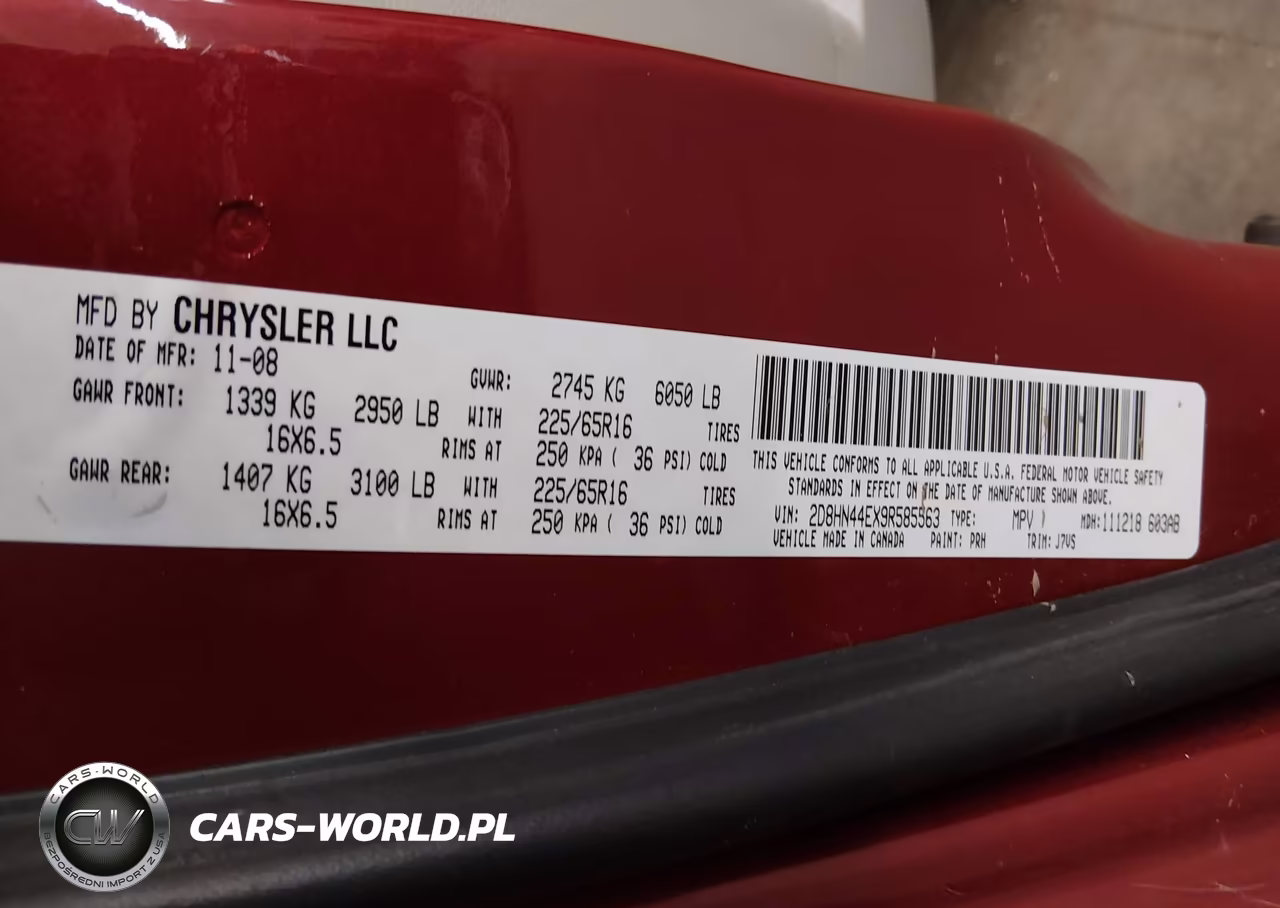 MFD BY CHRYSLER LLC
DATE OF MFR: 11-08
GVWR: 2745 KG 6050 LB
GAWR FRONT: 1339 KG 2950 LB WITH 225/65R16 TIRES
16X6.5 RIMS AT 250 KPA ( 36 PSI) COLD
GAWR REAR: 1407 KG 3100 LB WITH 225/65R16 TIRES
16X6.5 RIMS AT 250 KPA ( 36 PSI) COLD
THIS VEHICLE CONFORMS TO ALL APPLICABLE U.S.A. FEDERAL MOTOR VEHICLE SAFETY
STANDARDS IN EFFECT ON THE DATE OF MANUFACTURE SHOWN ABOVE.
VIN: 2D8HN44EX9R585563 TYPE: MPV MDH:111218 603AB
VEHICLE MADE IN CANADA PAINT: PRH TRIM: J7VS
CARS-WORLD
CW
BEZPOŚREDNI IMPORT Z USA
CARS-WORLD.PL